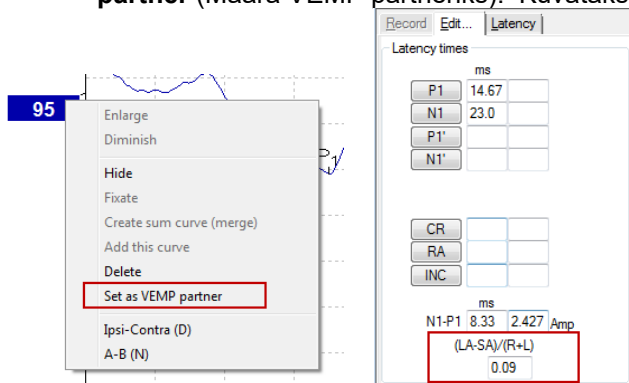 partner (Määrä VEMP partneriks). Kuvatakse
95
Enlarge
Diminish
Hide
Fixate
Create sum curve (merge)
Add this curve
Delete
Set as VEMP partner
Ipsi-Contra (D)
A-B (N)
Record Edit... Latency
Latency times
ms
P1 14.67
N1 23.0
P1'
N1'
CR
RA
INC
ms
N1-P1 8.33 2.427 Amp
(LA-SA)/(R+L)
0.09